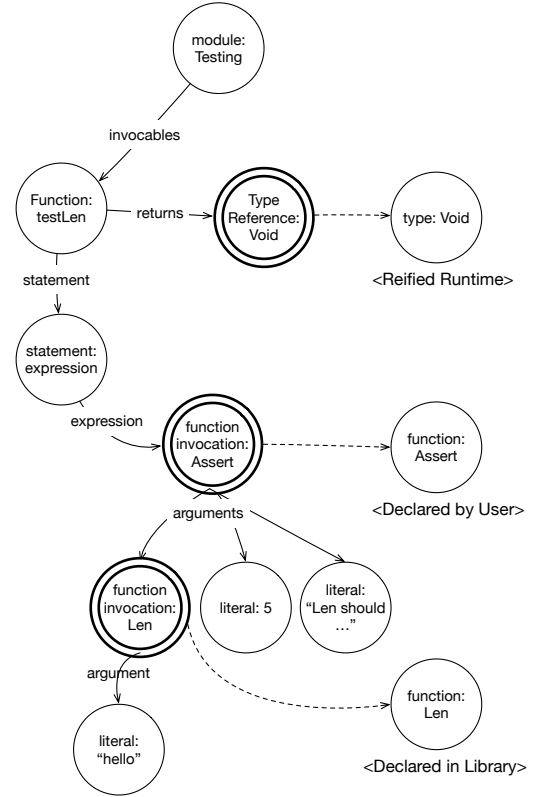 module:
Testing
invocables
Function:
testLen
returns
Type
Reference:
Void
type: Void
<Reified Runtime>
statement
statement:
expression
expression
function
invocation:
Assert
function:
Assert
<Declared by User>
arguments
function
invocation:
Len
literal: 5
literal:
“Len should
…”
argument
function:
Len
literal:
“hello”
<Declared in Library>